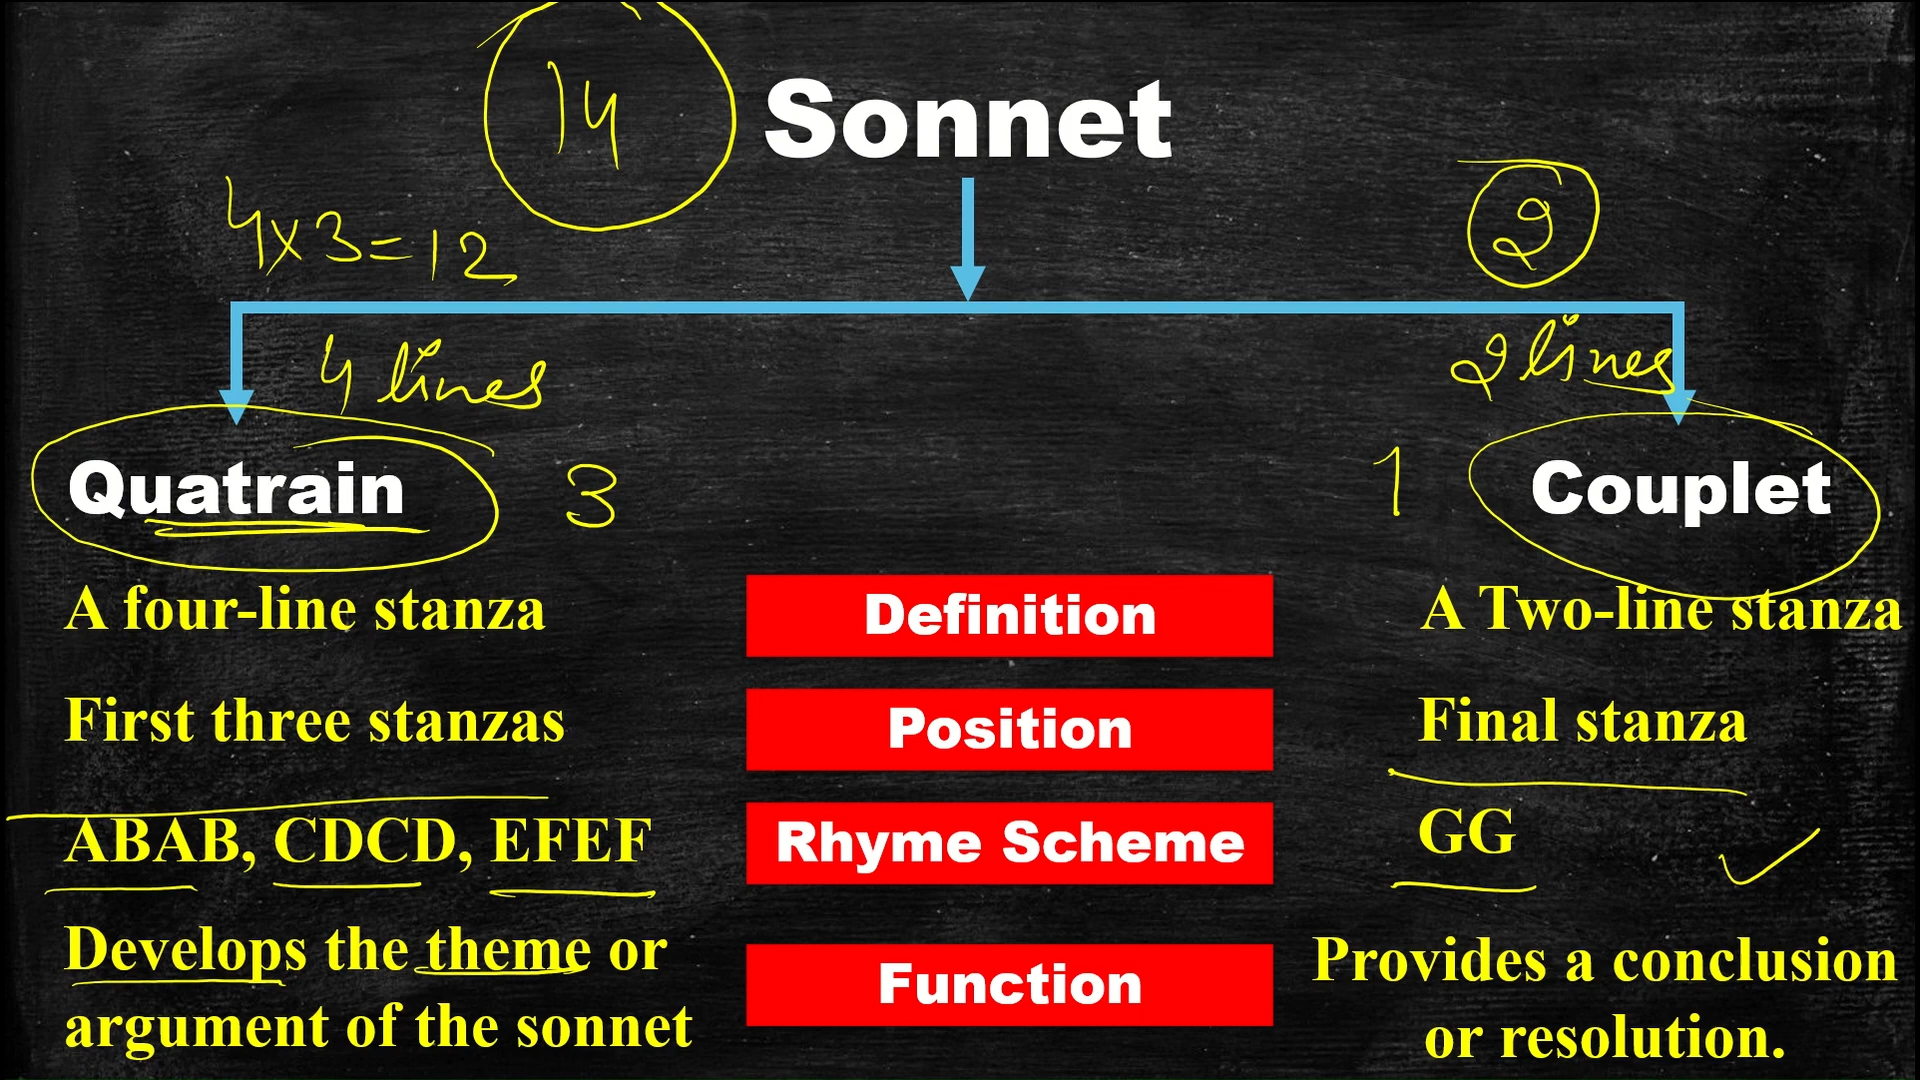 14
Sonnet
4x3=12
2
4 lines
2 lines
Quatrain
3
1
Couplet
A four-line stanza
Definition
A Two-line stanza
First three stanzas
Position
Final stanza
ABAB, CDCD, EFEF
Rhyme Scheme
GG
Develops the theme or
argument of the sonnet
Function
Provides a conclusion
or resolution.